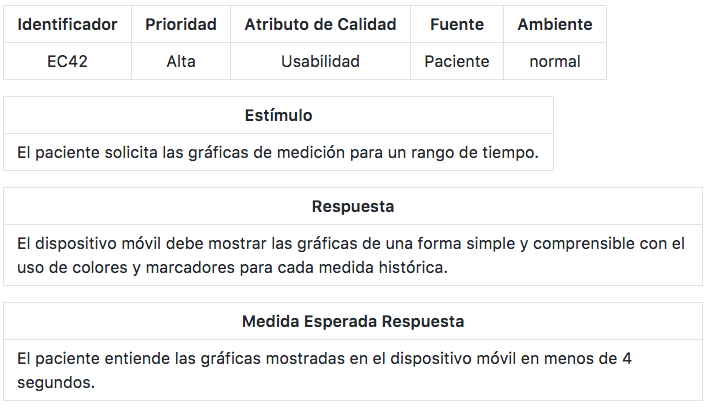 Identificador Prioridad Atributo de Calidad Fuente Ambiente
EC42 Alta Usabilidad Paciente normal
Estímulo
El paciente solicita las gráficas de medición para un rango de tiempo.
Respuesta
El dispositivo móvil debe mostrar las gráficas de una forma simple y comprensible con el
uso de colores y marcadores para cada medida histórica.
Medida Esperada Respuesta
El paciente entiende las gráficas mostradas en el dispositivo móvil en menos de 4
segundos.